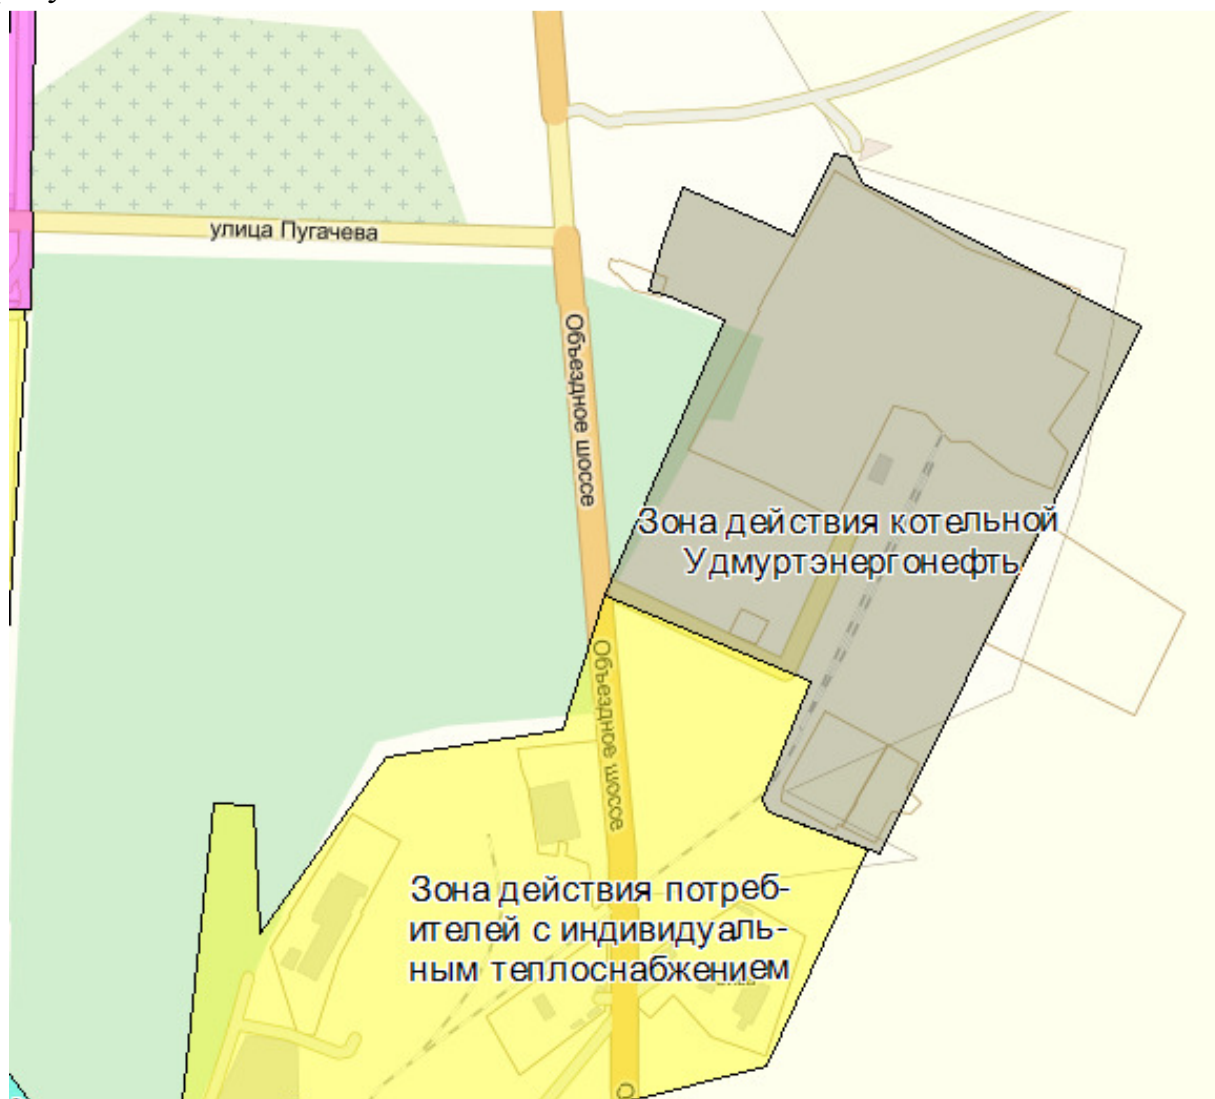 улица Пугачева
Объездное шоссе
Зона действия котельной
Удмуртэнергонефть
Объездное шоссе
Зона действия потреб-
ителей с индивидуаль-
ным теплоснабжением